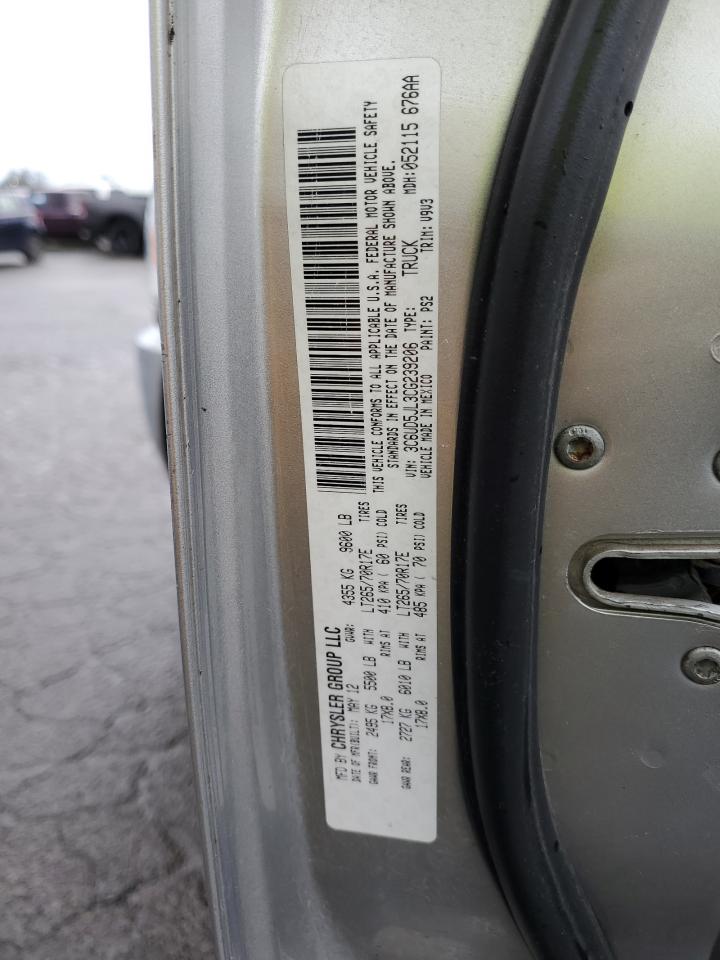 MFD BY CHRYSLER GROUP LLC
DATE OF MFR(BUILT): MAY 12 GVWR: 4355 KG 9600 LB
GAWR FRONT: 2495 KG 5500 LB WITH LT265/70R17E TIRES
17X8.0 RIMS AT 410 KPA ( 60 PSI) COLD
GAWR REAR: 2727 KG 6010 LB WITH LT265/70R17E TIRES
17X8.0 RIMS AT 485 KPA ( 70 PSI) COLD
THIS VEHICLE CONFORMS TO ALL APPLICABLE U.S.A. FEDERAL MOTOR VEHICLE SAFETY
STANDARDS IN EFFECT ON THE DATE OF MANUFACTURE SHOWN ABOVE.
VIN: 3C6UD5JL3CG239206 TYPE: TRUCK MDH: 052115 676AA
VEHICLE MADE IN MEXICO PAINT: PS2 TRIM: V9V3